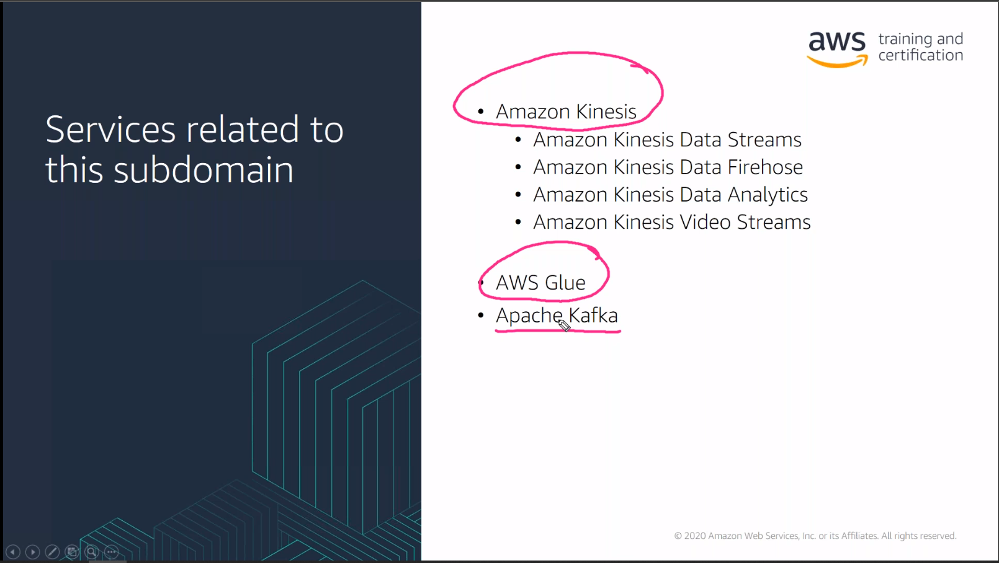 Services related to
this subdomain
aws training and
certification
• Amazon Kinesis
• Amazon Kinesis Data Streams
• Amazon Kinesis Data Firehose
• Amazon Kinesis Data Analytics
• Amazon Kinesis Video Streams
• AWS Glue
• Apache Kafka
© 2020 Amazon Web Services, Inc. or its Affiliates. All rights reserved.